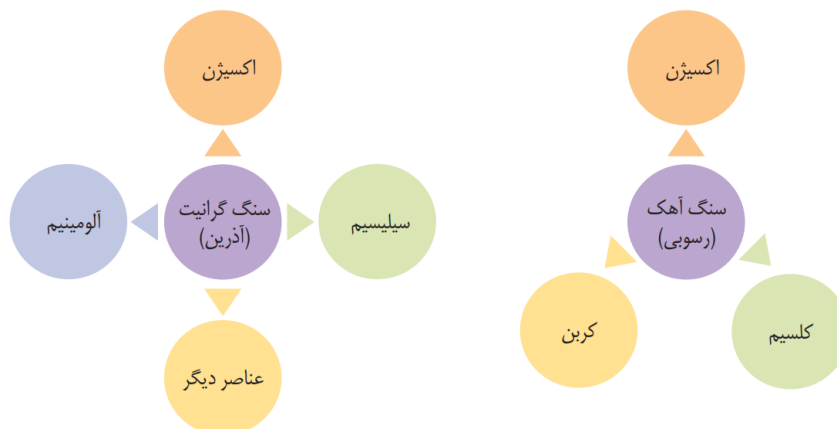 اکسیژن
سنگ آهک
(رسوبی)
کلسیم
کربن
اکسیژن
سیلیسیم
سنگ گرانیت
(آذرین)
آلومینیم
عناصر دیگر